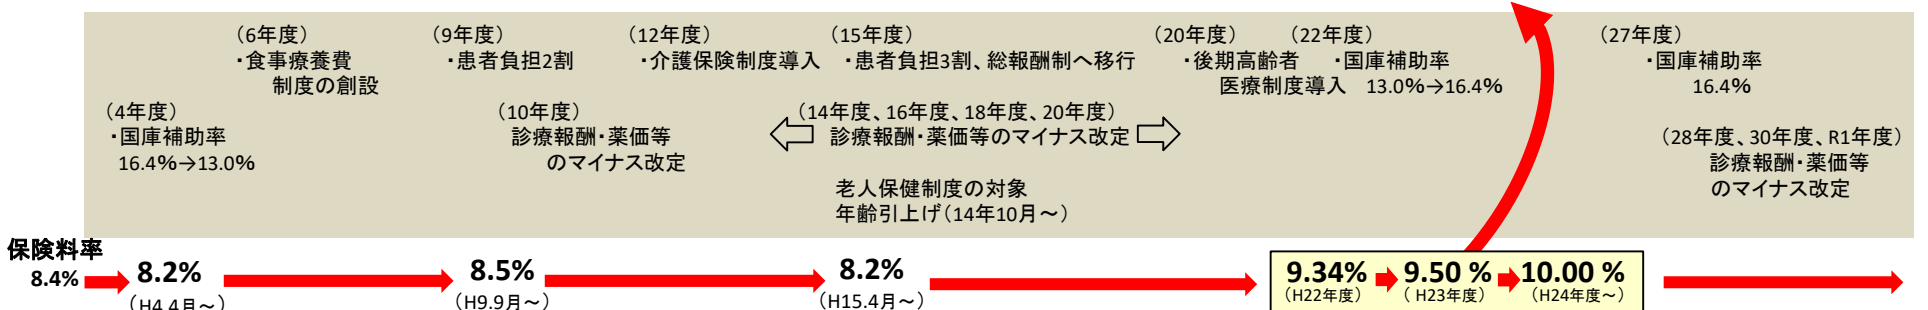 （6年度）
・食事療養費
制度の創設
（9年度）
・患者負担2割
（12年度）
・介護保険制度導入
（15年度）
・患者負担3割、総報酬制へ移行
（20年度）
・後期高齢者
医療制度導入
（22年度）
・国庫補助率
13.0％→16.4％
（27年度）
・国庫補助率
16.4％
（4年度）
・国庫補助率
16.4％→13.0％
（10年度）
診療報酬・薬価等
のマイナス改定
（14年度、16年度、18年度、20年度）
診療報酬・薬価等のマイナス改定
老人保健制度の対象
年齢引上げ（14年10月～）
（28年度、30年度、R1年度）
診療報酬・薬価等
のマイナス改定
保険料率
8.4%
8.2%
（H4.4月～）
8.5%
（H9.9月～）
8.2%
（H15.4月～）
9.34%
（H22年度）
9.50 %
（ H23年度）
10.00 %
（H24年度～）